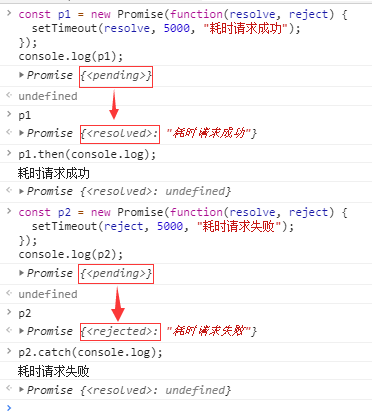 > const p1 = new Promise(function(resolve, reject) {
setTimeout(resolve, 5000, "耗时请求成功");
});
console.log(p1);
▶Promise {<pending>}
undefined
> p1
▶Promise {<resolved>: "耗时请求成功"}
> p1.then(console.log);
耗时请求成功
▶Promise {<resolved>: undefined}
> const p2 = new Promise(function(resolve, reject) {
setTimeout(reject, 5000, "耗时请求失败");
});
console.log(p2);
▶Promise {<pending>}
undefined
> p2
▶Promise {<rejected>: "耗时请求失败"}
> p2.catch(console.log);
耗时请求失败
▶Promise {<resolved>: undefined}
>